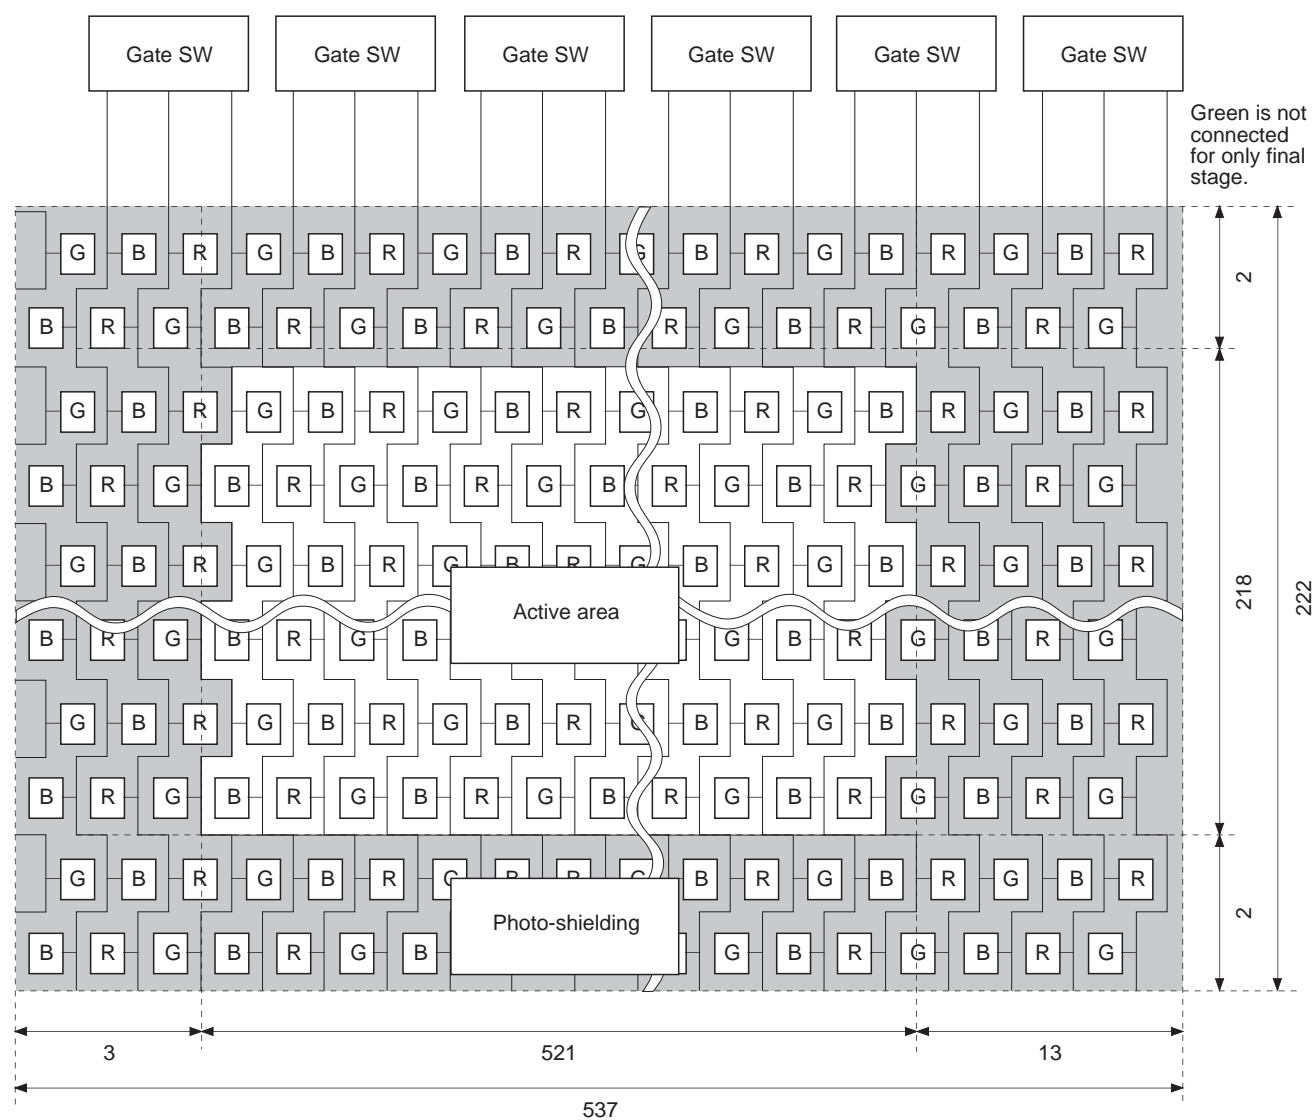 Gate SW Gate SW Gate SW Gate SW Gate SW Gate SW
Green is not
connected
for only final
stage.
G B R G B R G B R G B R G B R G B R
2
B R G B R G B R G B R G B R G B R G
G B R G B R G B R G B R G B R G B R
B R G B R G B R G B R G B R G B R G
G B R G B R G B R G B R G B R G B R
218
222
Active area
B R G B R G B G B R G B R G
G B R G B R G B R G B R G B R G B R
B R G B R G B R G B R G B R G B R G
G B R G B R B R G B R G B R
2
Photo-shielding
B R G B R G B G B R G B R G
3 521 13
537